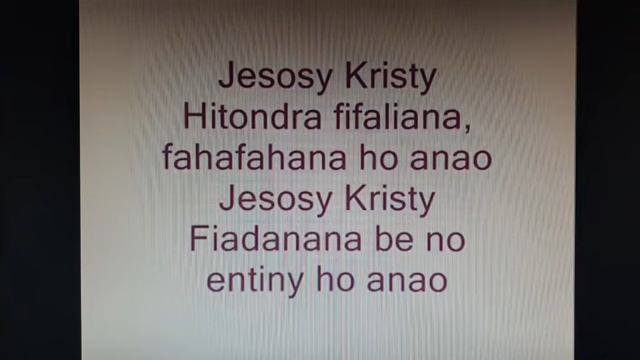 Jesosy Kristy
Hitondra fifaliana,
fahafahana ho anao
Jesosy Kristy
Fiadanana be no
entiny ho anao